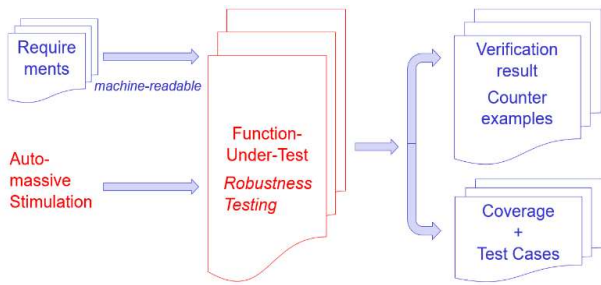 Require
ments
machine-readable
Auto-
massive
Stimulation
Function-
Under-Test
Robustness
Testing
Verification
result
Counter
examples
Coverage
+
Test Cases